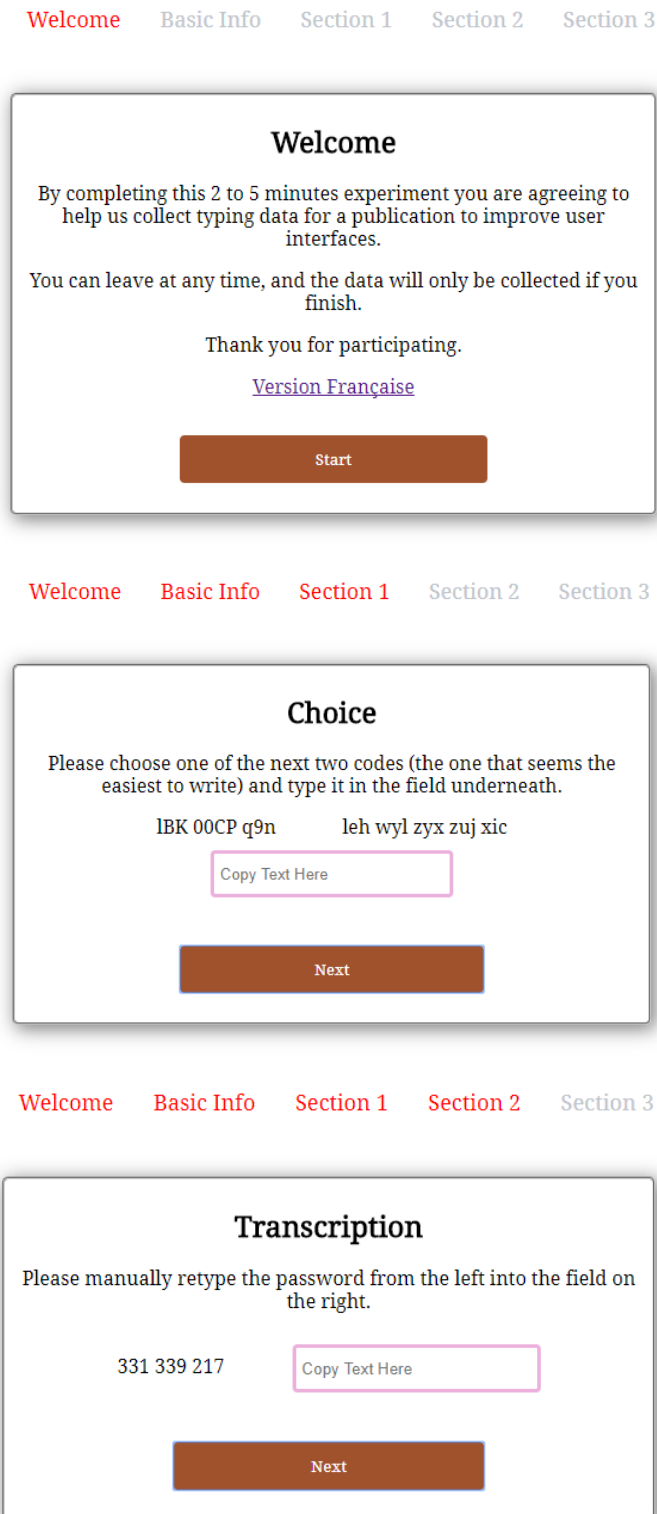 Welcome Basic Info Section 1 Section 2 Section 3
Welcome
By completing this 2 to 5 minutes experiment you are agreeing to
help us collect typing data for a publication to improve user
interfaces.
You can leave at any time, and the data will only be collected if you
finish.
Thank you for participating.
Version Française
Start
Welcome Basic Info Section 1 Section 2 Section 3
Choice
Please choose one of the next two codes (the one that seems the
easiest to write) and type it in the field underneath.
lBK 00CP q9n leh wyl zyx zuj xic
Copy Text Here
Next
Welcome Basic Info Section 1 Section 2 Section 3
Transcription
Please manually retype the password from the left into the field on
the right.
331 339 217 Copy Text Here
Next